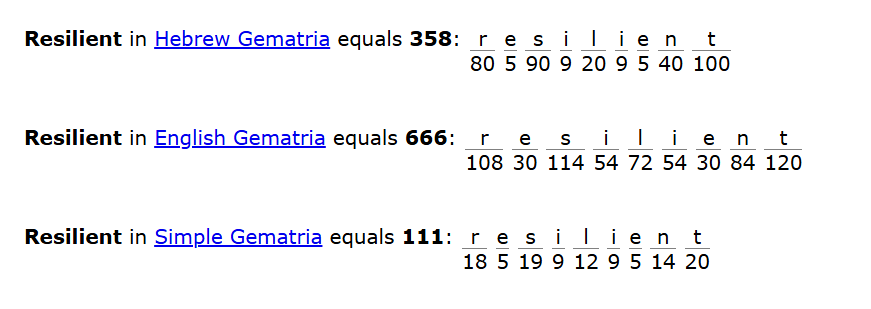 Resilient in Hebrew Gematria equals 358: r e s i l i e n t
80 5 90 9 20 9 5 40 100
Resilient in English Gematria equals 666: r e s i l i e n t
108 30 114 54 72 54 30 84 120
Resilient in Simple Gematria equals 111: r e s i l i e n t
18 5 19 9 12 9 5 14 20